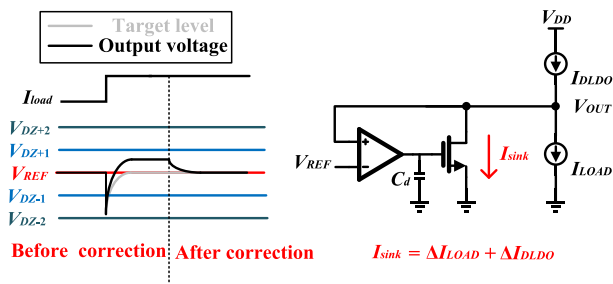 Target level
Output voltage
Iload
VDZ+2
VDZ+1
VREF
VDZ-1
VDZ-2
Before correction
After correction
VDD
IDLDO
VOUT
+
VREF
-
Isink
Cd
ILOAD
Isink = ΔILOAD + ΔIDLDO